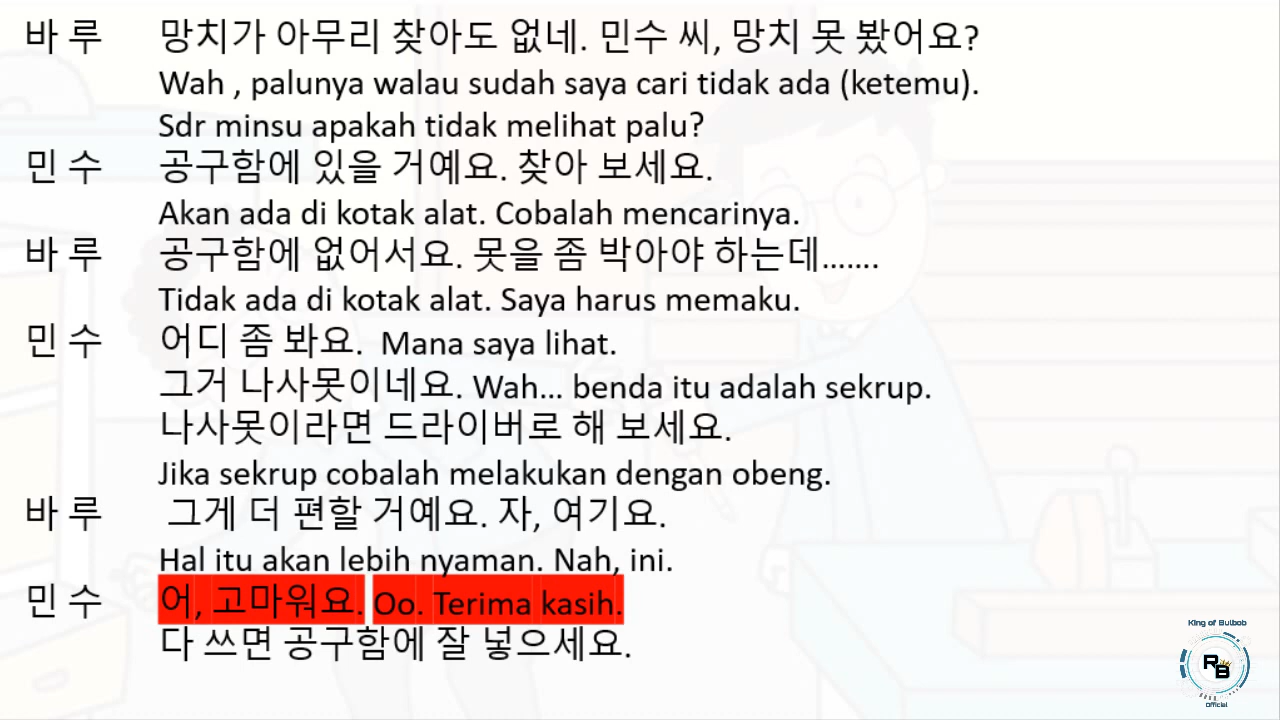 바 루 망치가 아무리 찾아도 없네. 민수 씨, 망치 못 봤어요?
Wah , palunya walau sudah saya cari tidak ada (ketemu).
Sdr minsu apakah tidak melihat palu?
민 수 공구함에 있을 거예요. 찾아 보세요.
Akan ada di kotak alat. Cobalah mencarinya.
바 루 공구함에 없어서요. 못을 좀 박아야 하는데…….
Tidak ada di kotak alat. Saya harus memaku.
민 수 어디 좀 봐요. Mana saya lihat.
그거 나사못이네요. Wah... benda itu adalah sekrup.
나사못이라면 드라이버로 해 보세요.
Jika sekrup cobalah melakukan dengan obeng.
바 루 그게 더 편할 거예요. 자, 여기요.
Hal itu akan lebih nyaman. Nah, ini.
민 수 어, 고마워요. Oo. Terima kasih.
다 쓰면 공구함에 잘 넣으세요.
King of Bulbob
RB
Official